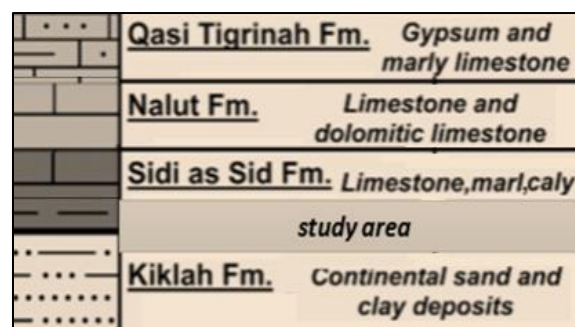 Qasi Tigrinah Fm. Gypsum and
marly limestone
Nalut Fm. Limestone and
dolomitic limestone
Sidi as Sid Fm. Limestone,marl,caly
study area
Kiklah Fm. Continental sand and
clay deposits